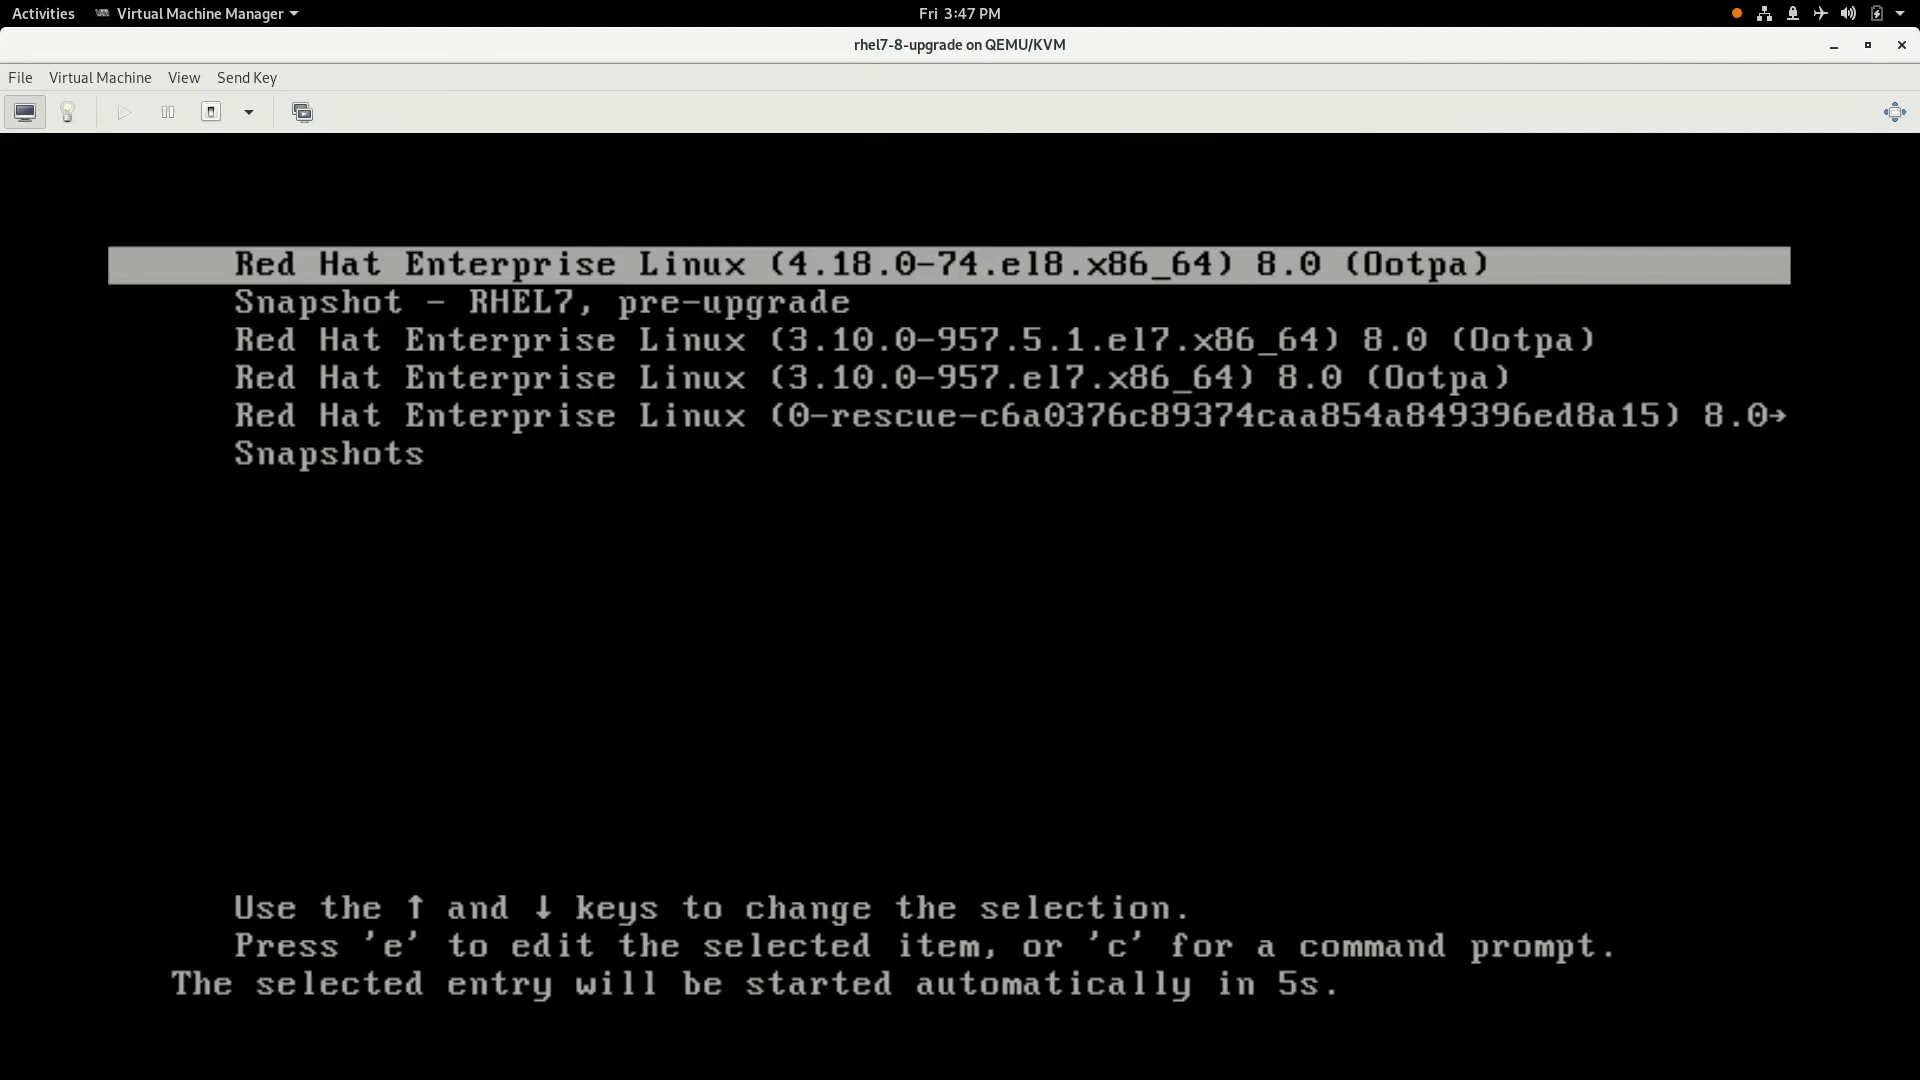 Activities Virtual Machine Manager Fri 3:47 PM
rhel7-8-upgrade on QEMU/KVM
File Virtual Machine View Send Key
Red Hat Enterprise Linux (4.18.0-74.el8.x86_64) 8.0 (Ootpa)
Snapshot - RHEL7, pre-upgrade
Red Hat Enterprise Linux (3.10.0-957.5.1.el7.x86_64) 8.0 (Ootpa)
Red Hat Enterprise Linux (3.10.0-957.el7.x86_64) 8.0 (Ootpa)
Red Hat Enterprise Linux (0-rescue-c6a0376c89374caa854a849396ed8a15) 8.0→
Snapshots
Use the ↑ and ↓ keys to change the selection.
Press 'e' to edit the selected item, or 'c' for a command prompt.
The selected entry will be started automatically in 5s.